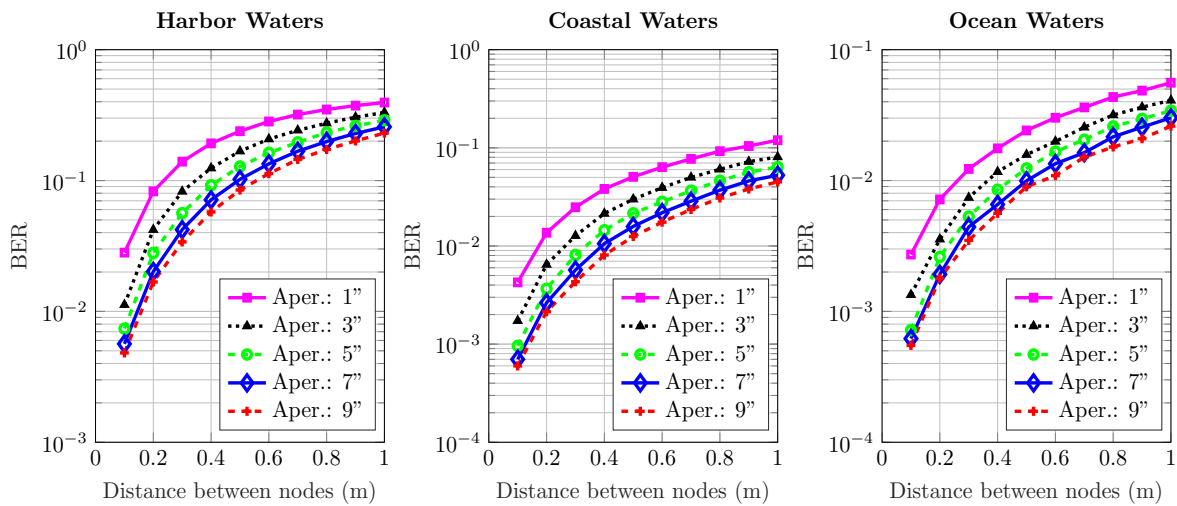 Harbor Waters
10^0
10^-1
10^-2
10^-3
BER
0 0.2 0.4 0.6 0.8 1
Distance between nodes (m)
Aper.: 1”
Aper.: 3”
Aper.: 5”
Aper.: 7”
Aper.: 9”
Coastal Waters
10^0
10^-1
10^-2
10^-3
10^-4
BER
0 0.2 0.4 0.6 0.8 1
Distance between nodes (m)
Aper.: 1”
Aper.: 3”
Aper.: 5”
Aper.: 7”
Aper.: 9”
Ocean Waters
10^-1
10^-2
10^-3
10^-4
BER
0 0.2 0.4 0.6 0.8 1
Distance between nodes (m)
Aper.: 1”
Aper.: 3”
Aper.: 5”
Aper.: 7”
Aper.: 9”